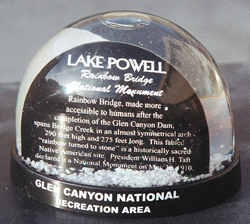 LAKE POWELL
Rainbow Bridge
National Monument
Rainbow Bridge, made more
accessible to humans after the
completion of the Glen Canyon Dam,
spans Bridge Creek in an almost symmetrical arch -
290 feet high and 275 feet long. This fabled
"rainbow turned to stone" is a historically sacred
Native American site. President William H. Taft
declared it a National Monument on May 30, 1910.
GLEN CANYON NATIONAL
RECREATION AREA